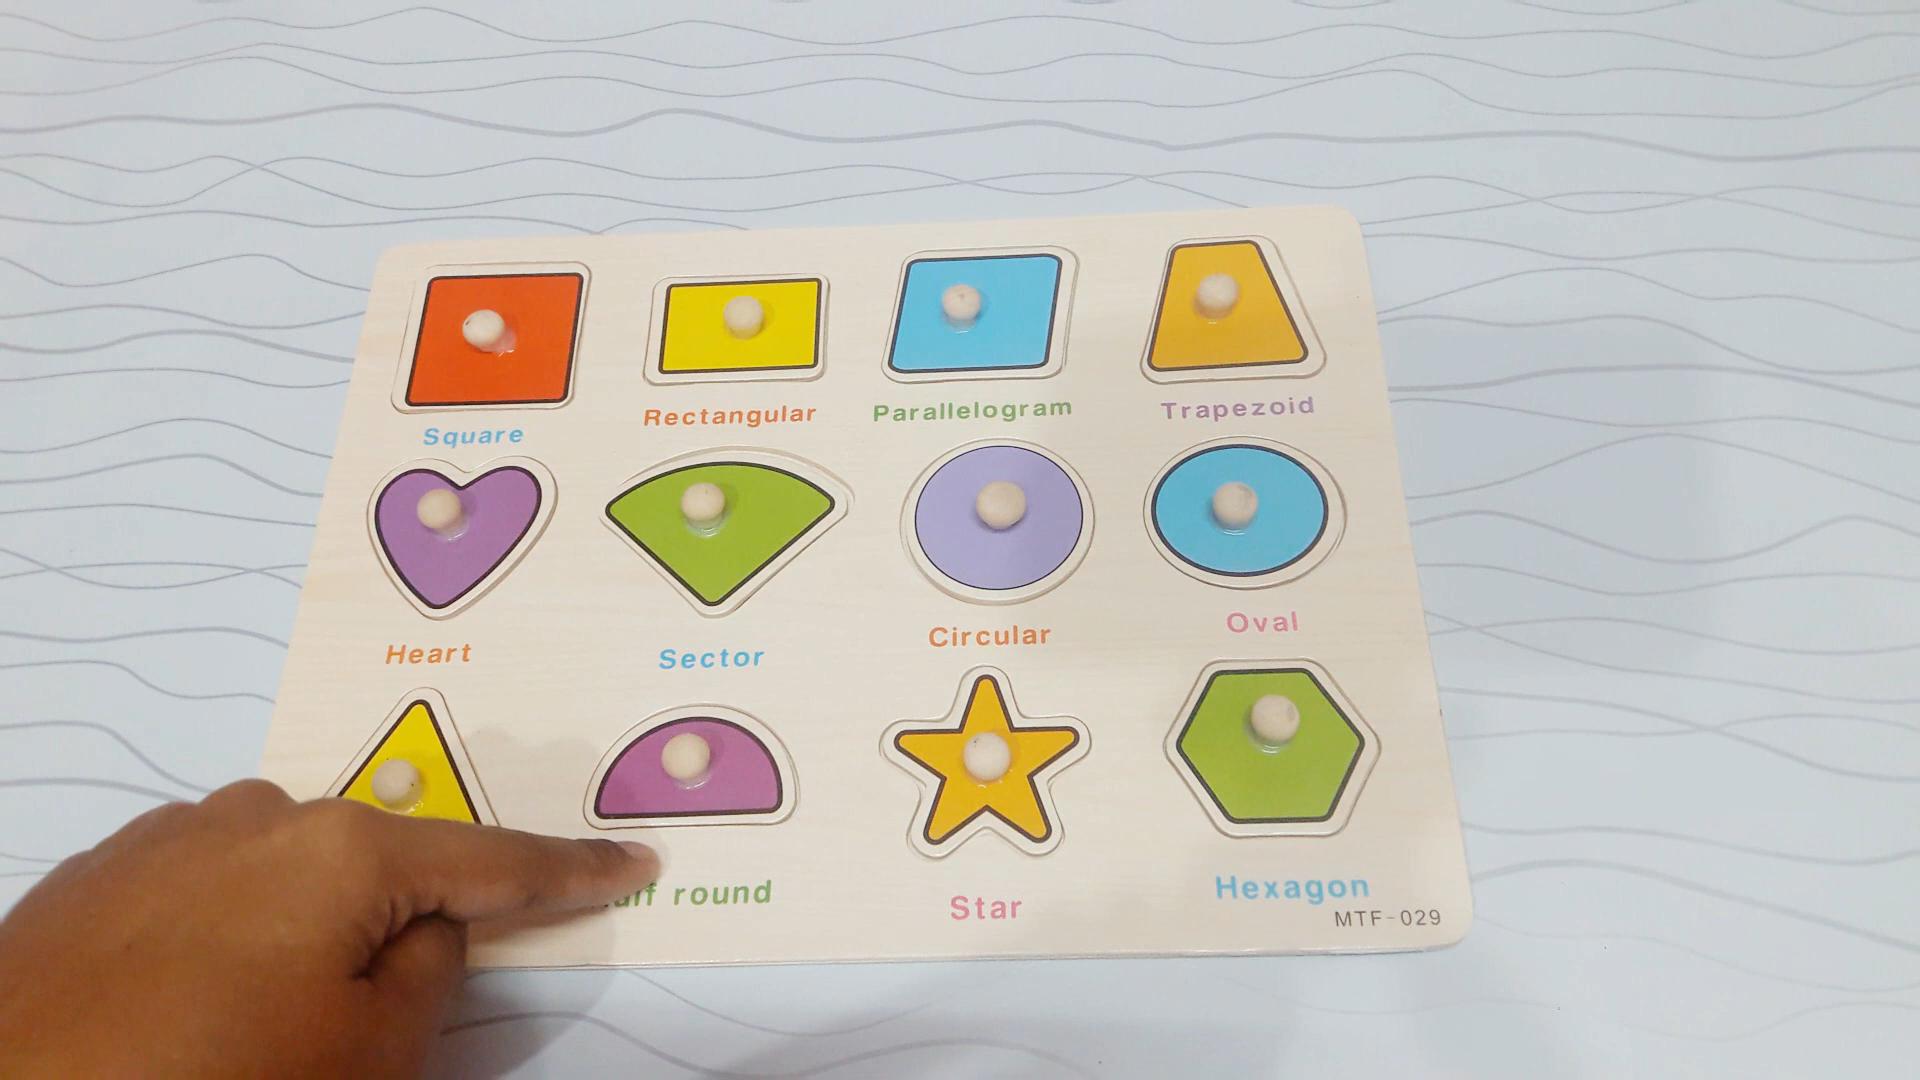 Square
Rectangular
Parallelogram
Trapezoid
Heart
Sector
Circular
Oval
round
Star
Hexagon
MTF-029